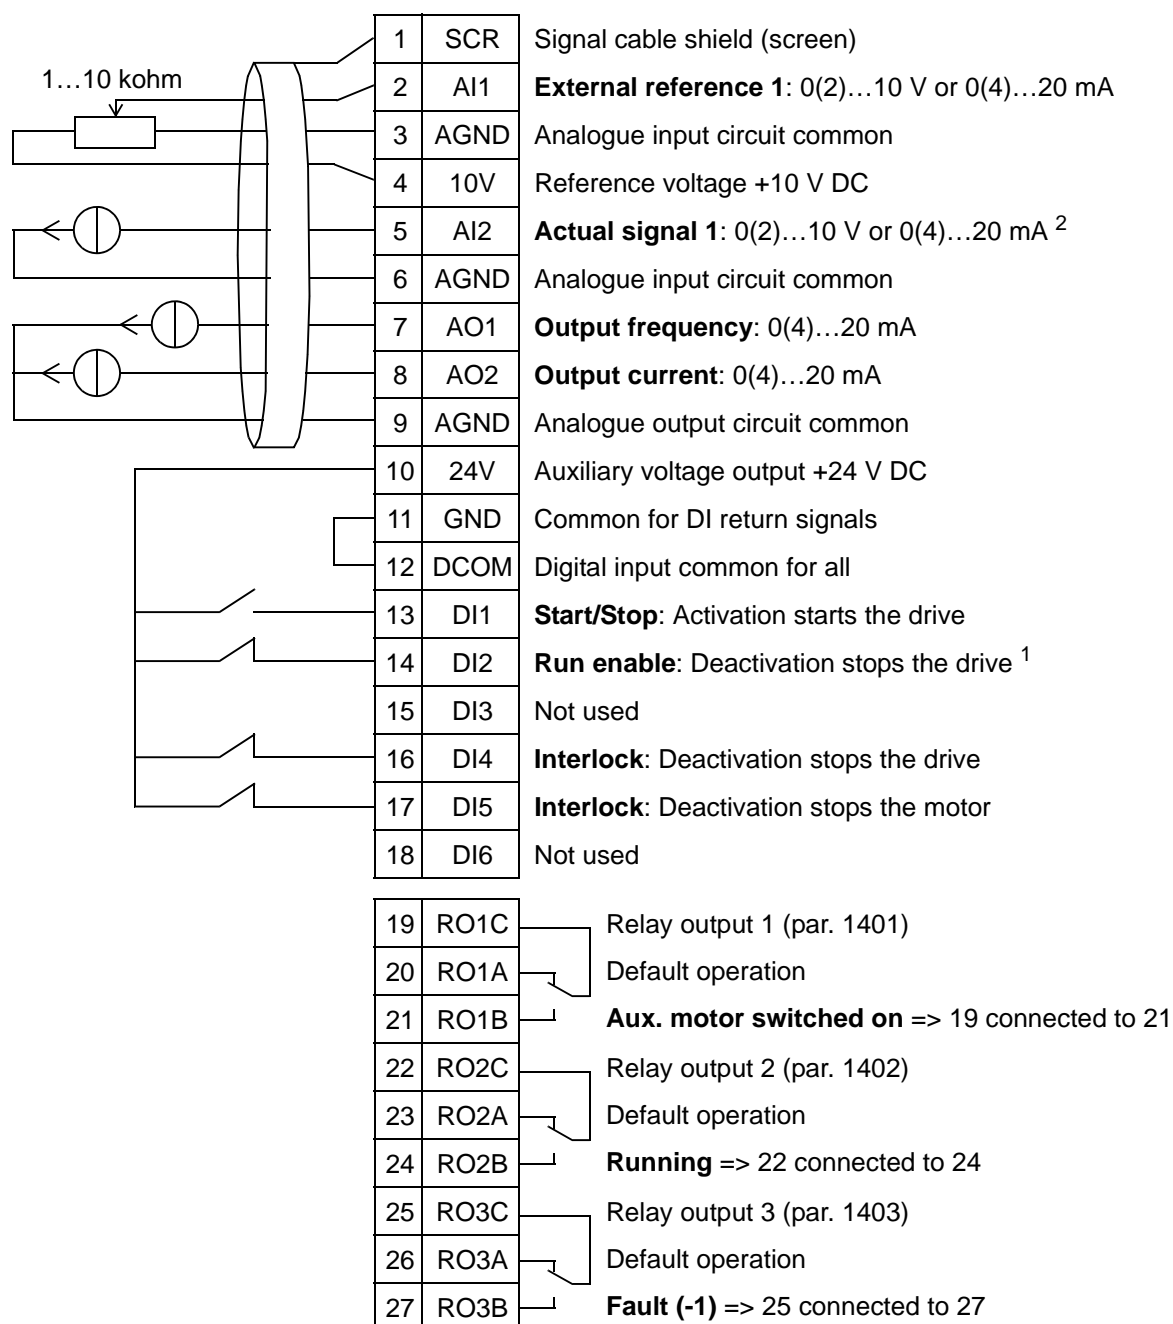 1…10 kohm
1 SCR Signal cable shield (screen)
2 AI1 External reference 1: 0(2)…10 V or 0(4)…20 mA
3 AGND Analogue input circuit common
4 10V Reference voltage +10 V DC
5 AI2 Actual signal 1: 0(2)…10 V or 0(4)…20 mA 2
6 AGND Analogue input circuit common
7 AO1 Output frequency: 0(4)…20 mA
8 AO2 Output current: 0(4)…20 mA
9 AGND Analogue output circuit common
10 24V Auxiliary voltage output +24 V DC
11 GND Common for DI return signals
12 DCOM Digital input common for all
13 DI1 Start/Stop: Activation starts the drive
14 DI2 Run enable: Deactivation stops the drive 1
15 DI3 Not used
16 DI4 Interlock: Deactivation stops the drive
17 DI5 Interlock: Deactivation stops the motor
18 DI6 Not used
19 RO1C Relay output 1 (par. 1401)
20 RO1A Default operation
21 RO1B Aux. motor switched on => 19 connected to 21
22 RO2C Relay output 2 (par. 1402)
23 RO2A Default operation
24 RO2B Running => 22 connected to 24
25 RO3C Relay output 3 (par. 1403)
26 RO3A Default operation
27 RO3B Fault (-1) => 25 connected to 27